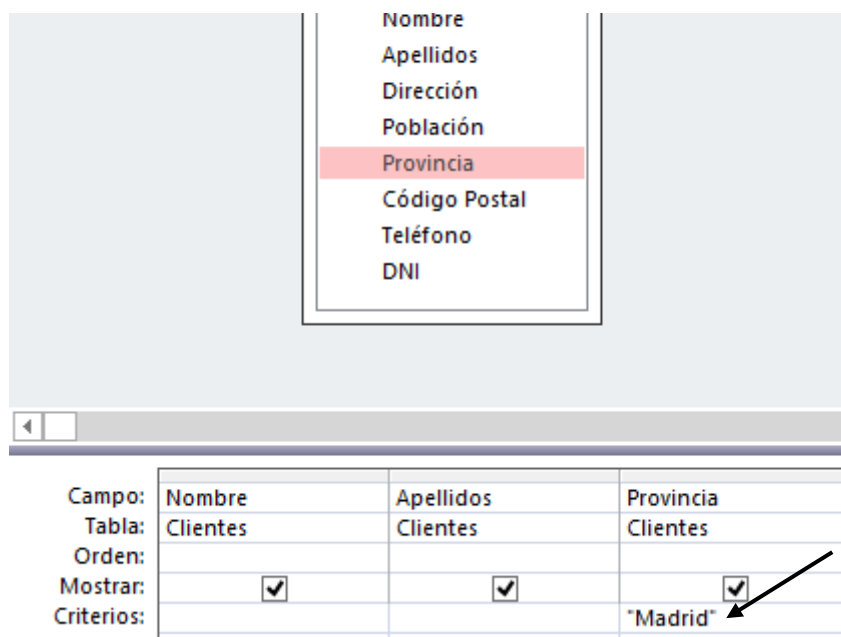 Nombre
Apellidos
Dirección
Población
Provincia
Código Postal
Teléfono
DNI
Campo: Nombre Apellidos Provincia
Tabla: Clientes Clientes Clientes
Orden:
Mostrar:
Criterios: "Madrid"